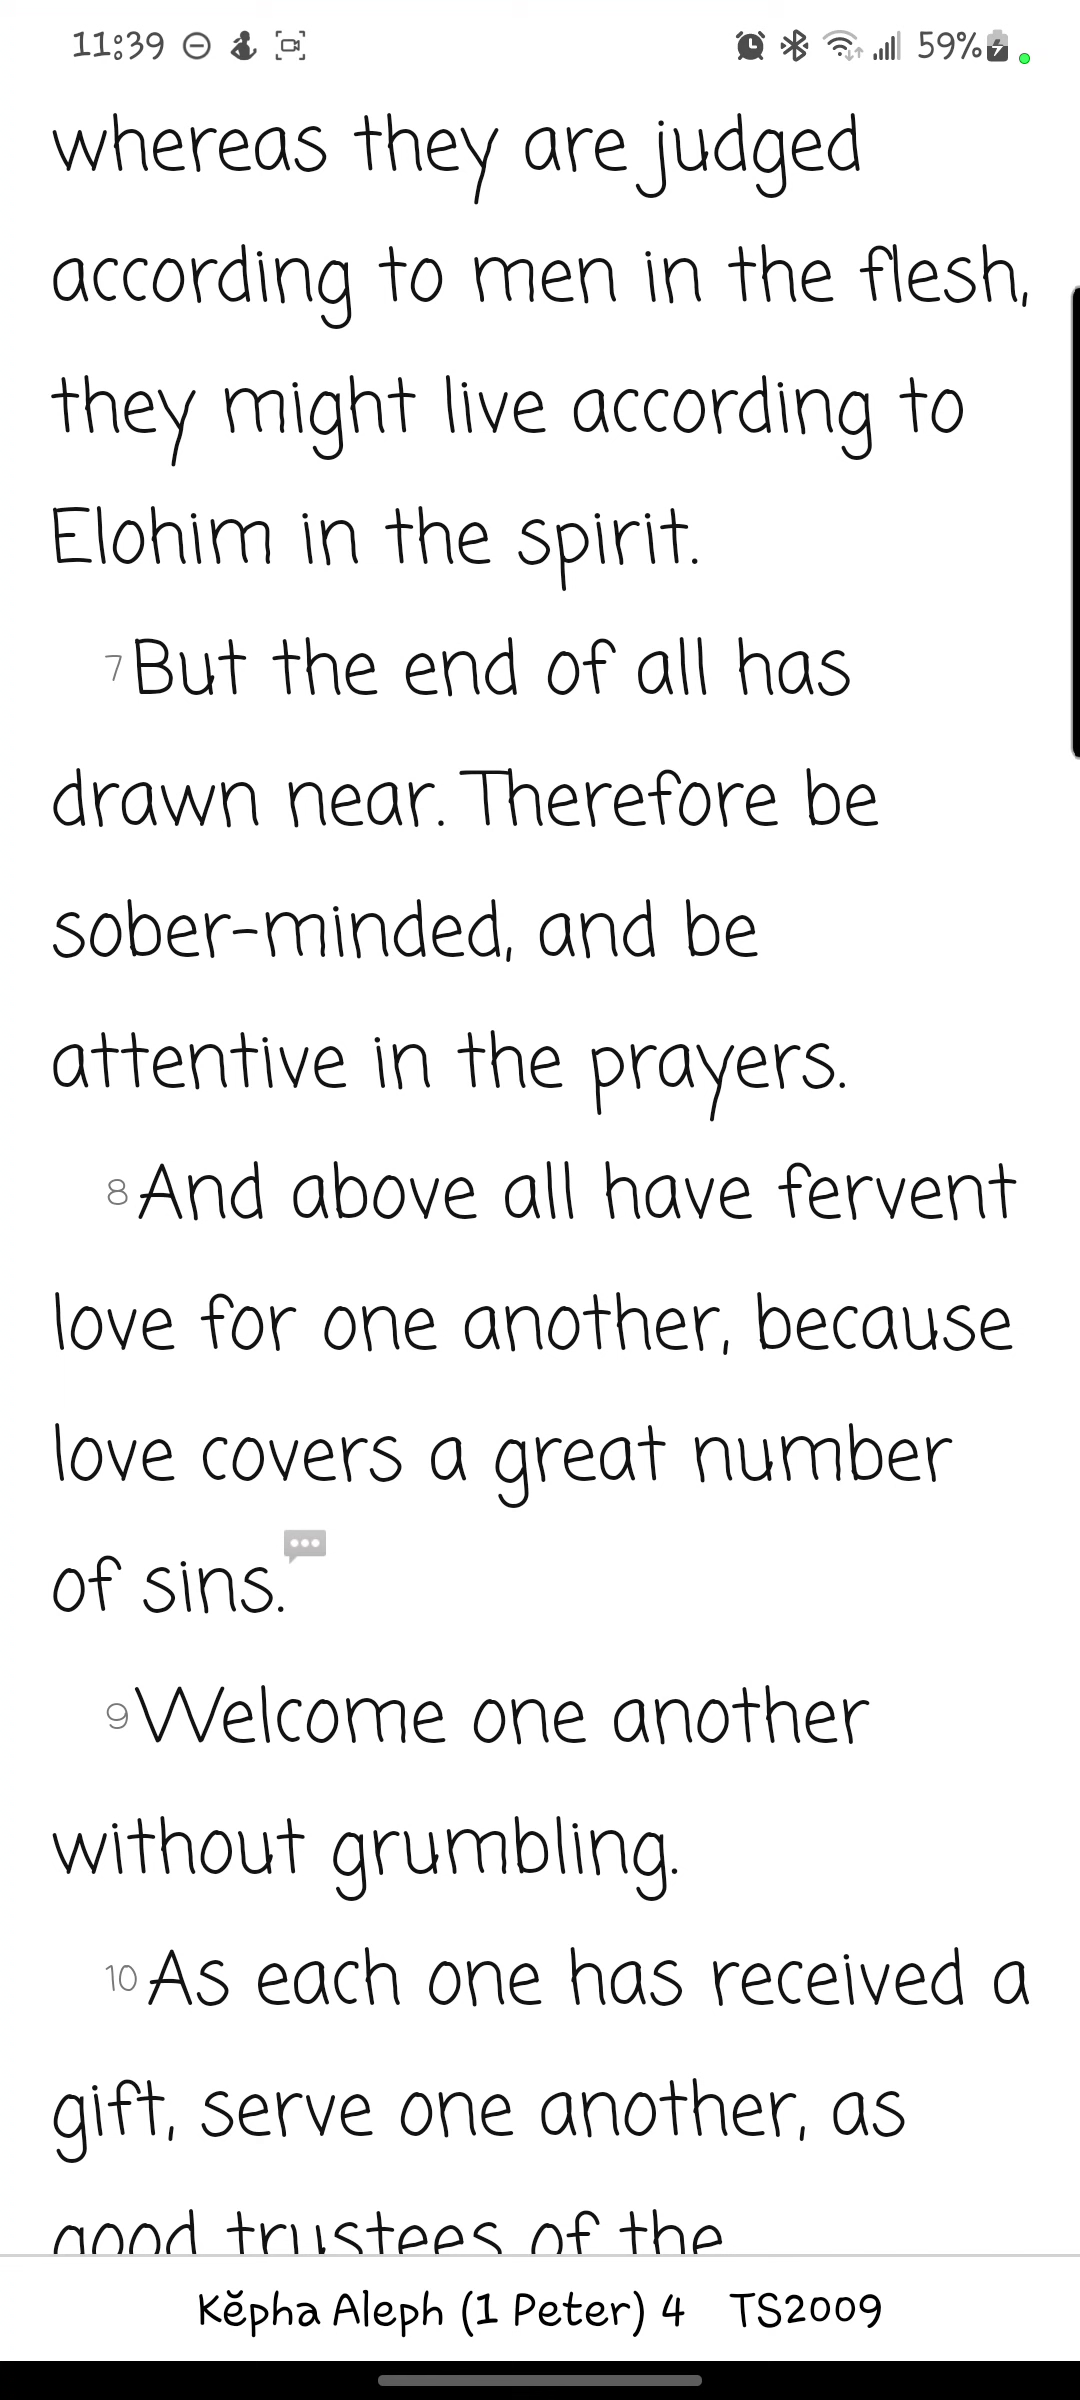 11:39 59%
whereas they are judged
according to men in the flesh,
they might live according to
Elohim in the spirit.
7 But the end of all has
drawn near. Therefore be
sober-minded, and be
attentive in the prayers.
8 And above all have fervent
love for one another, because
love covers a great number
of sins.
9 Welcome one another
without grumbling.
10 As each one has received a
gift, serve one another, as
good trustees of the
Kĕpha Aleph (1 Peter) 4 TS2009